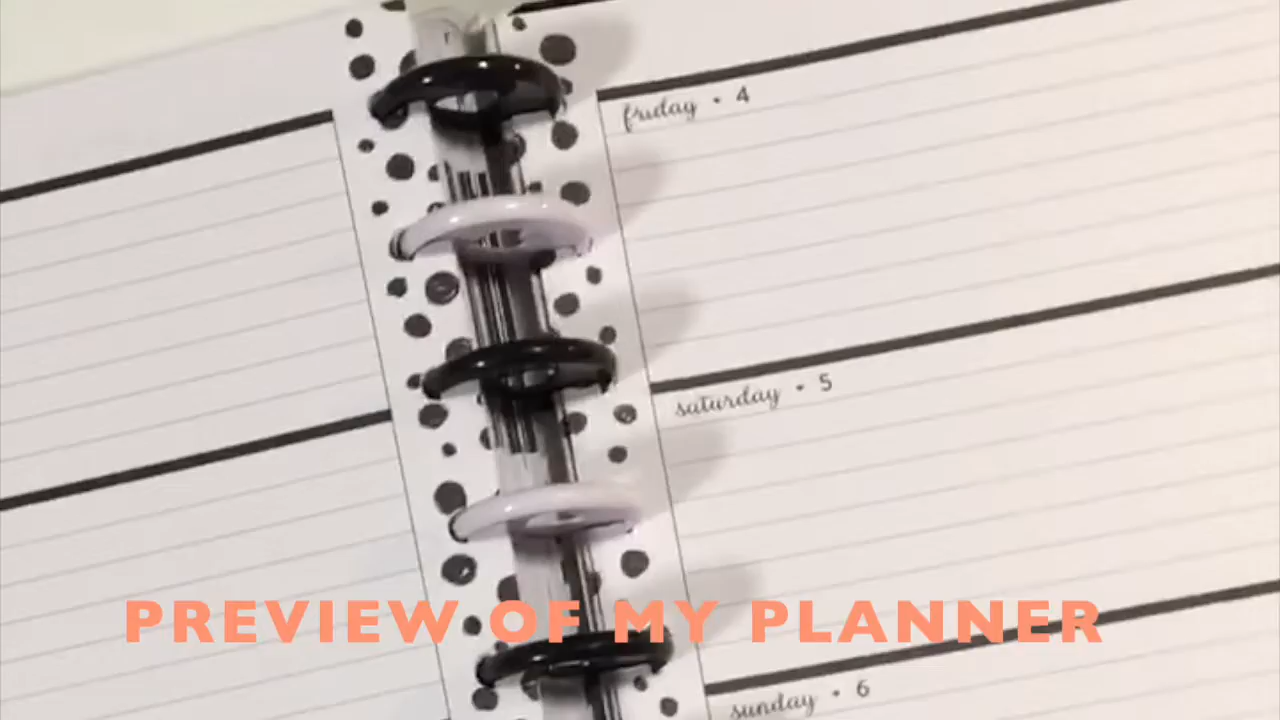 friday • 4
saturday • 5
PREVIEW OF MY PLANNER
sunday • 6